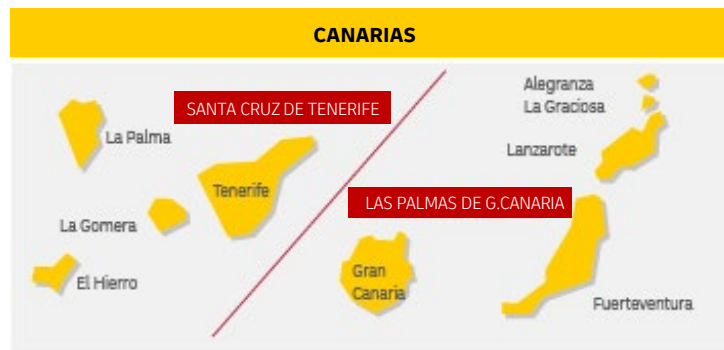 CANARIAS
SANTA CRUZ DE TENERIFE
La Palma
Tenerife
La Gomera
El Hierro
Alegranza
La Graciosa
Lanzarote
LAS PALMAS DE G.CANARIA
Gran
Canaria
Fuerteventura